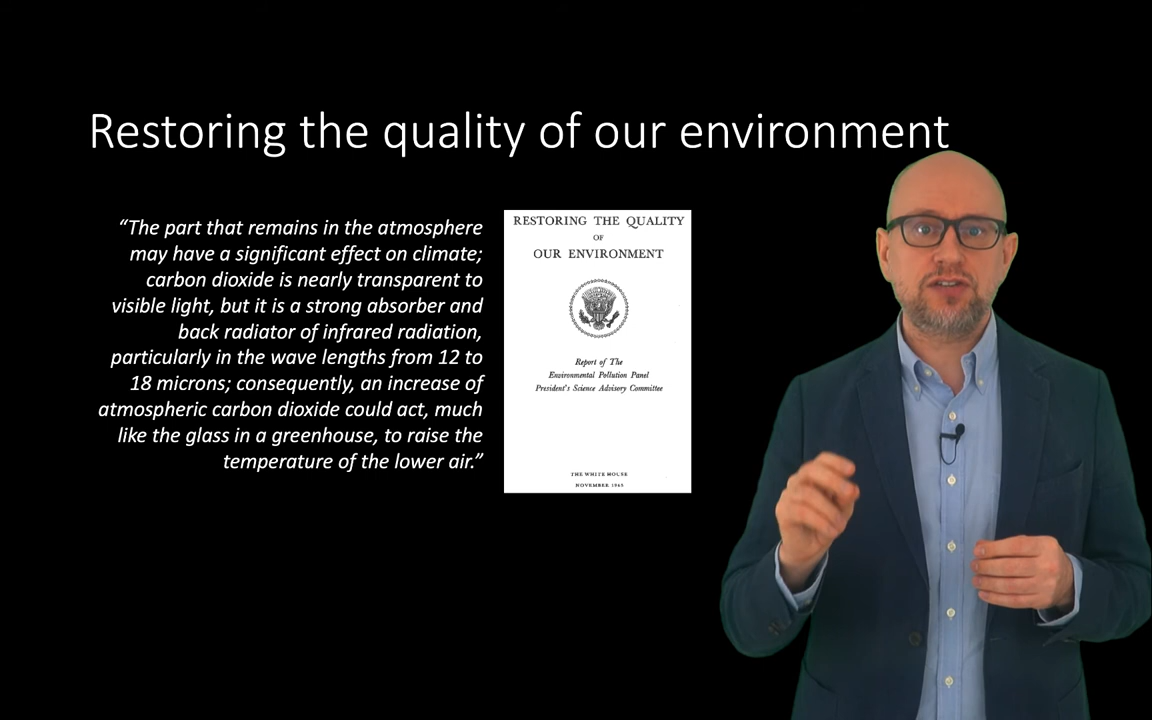 Restoring the quality of our environment
“The part that remains in the atmosphere
may have a significant effect on climate;
carbon dioxide is nearly transparent to
visible light, but it is a strong absorber and
back radiator of infrared radiation,
particularly in the wave lengths from 12 to
18 microns; consequently, an increase of
atmospheric carbon dioxide could act, much
like the glass in a greenhouse, to raise the
temperature of the lower air.”
RESTORING THE QUALITY
OF
OUR ENVIRONMENT
Report of The
Environmental Pollution Panel
President's Science Advisory Committee
THE WHITE HOUSE
NOVEMBER 1965